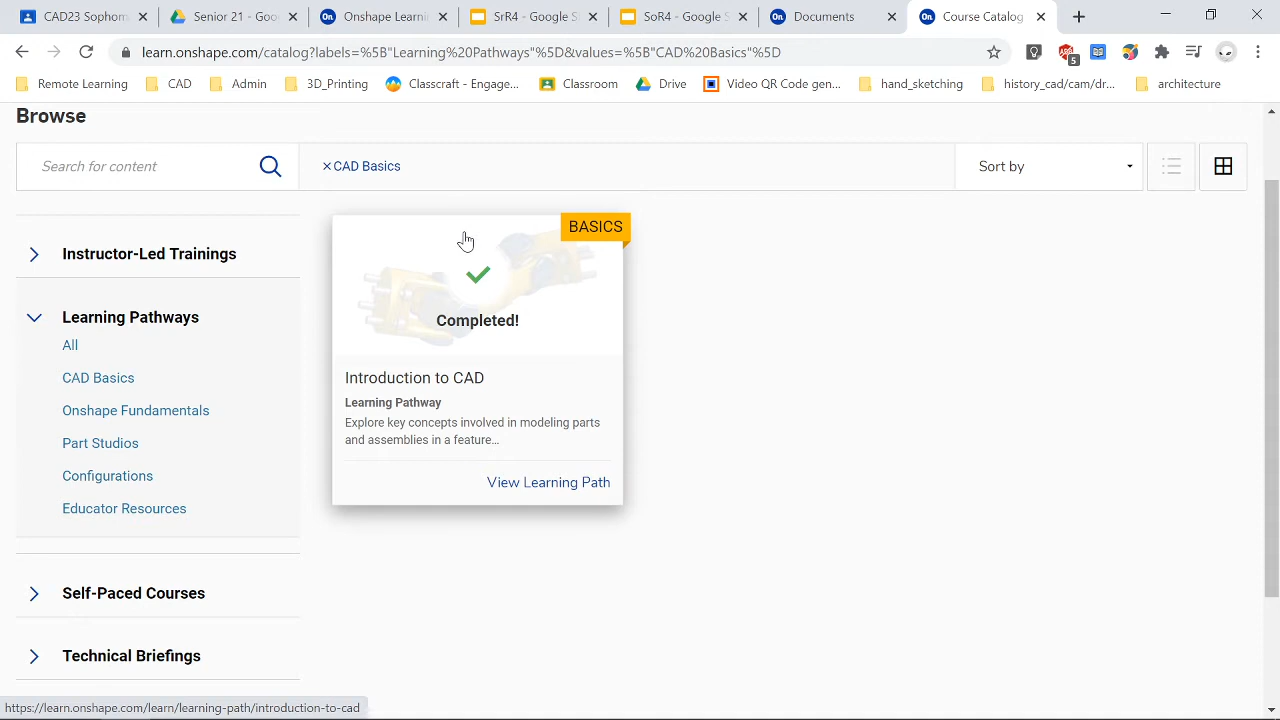 CAD23 Sophom
Senior 21 - Goo
Onshape Learnin
SrR4 - Google S
SoR4 - Google
Documents
Course Catalog
learn.onshape.com/catalog?labels=%5B"Learning%20Pathways"%5D&values=%5B"CAD%20Basics"%5D
5
Remote Learning
CAD
Admin
3D_Printing
Classcraft - Engage...
Classroom
Drive
Video QR Code gen...
hand_sketching
history_cad/cam/dr...
architecture
Browse
Search for content
×CAD Basics
Sort by
Instructor-Led Trainings
Learning Pathways
All
CAD Basics
Onshape Fundamentals
Part Studios
Configurations
Educator Resources
Self-Paced Courses
Technical Briefings
BASICS
Completed!
Introduction to CAD
Learning Pathway
Explore key concepts involved in modeling parts
and assemblies in a feature...
View Learning Path
https://learn.onshape.com/learn/learning-path/introduction-to-cad